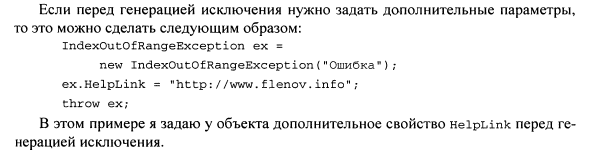 Если перед генерацией исключения нужно задать дополнительные параметры,
то это можно сделать следующим образом:
IndexOutOfRangeException ex =
new IndexOutOfRangeException("Ошибка");
ex.HelpLink = "http://www.flenov.info";
throw ex;
В этом примере я задаю у объекта дополнительное свойство HelpLink перед ге-
нерацией исключения.